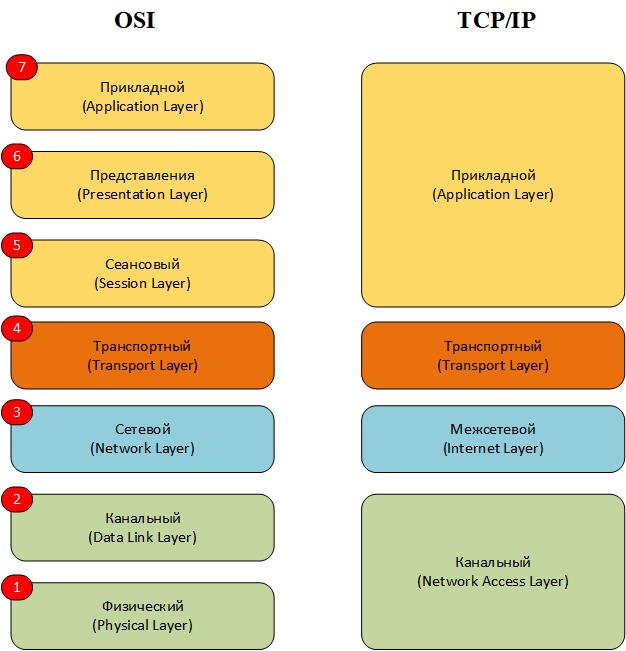 OSI
TCP/IP
7
Прикладной
(Application Layer)
6
Представления
(Presentation Layer)
Прикладной
(Application Layer)
5
Сеансовый
(Session Layer)
4
Транспортный
(Transport Layer)
Транспортный
(Transport Layer)
3
Сетевой
(Network Layer)
Межсетевой
(Internet Layer)
2
Канальный
(Data Link Layer)
Канальный
(Network Access Layer)
1
Физический
(Physical Layer)